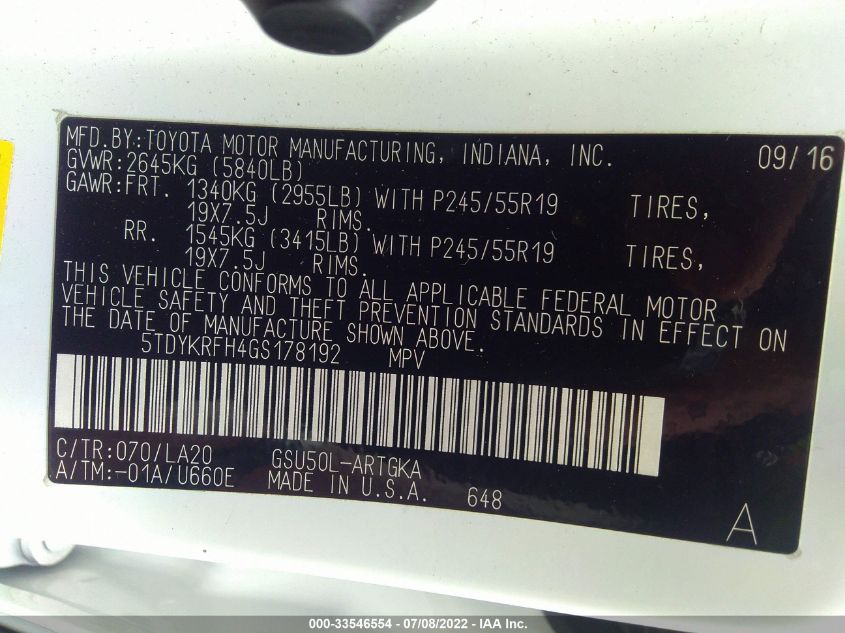 MFD.BY:TOYOTA MOTOR MANUFACTURING, INDIANA, INC. 09/16
GVWR:2645KG (5840LB)
GAWR:FRT. 1340KG (2955LB) WITH P245/55R19 TIRES,
19X7.5J RIMS.
RR. 1545KG (3415LB) WITH P245/55R19 TIRES,
19X7.5J RIMS.
THIS VEHICLE CONFORMS TO ALL APPLICABLE FEDERAL MOTOR
VEHICLE SAFETY AND THEFT PREVENTION STANDARDS IN EFFECT ON
THE DATE OF MANUFACTURE SHOWN ABOVE.
5TDYKRFH4GS178192 MPV
C/TR:070/LA20 GSU50L-ARTGKA
A/TM:-01A/U660E MADE IN U.S.A. 648
A
000-33546554 - 07/08/2022 - IAA Inc.